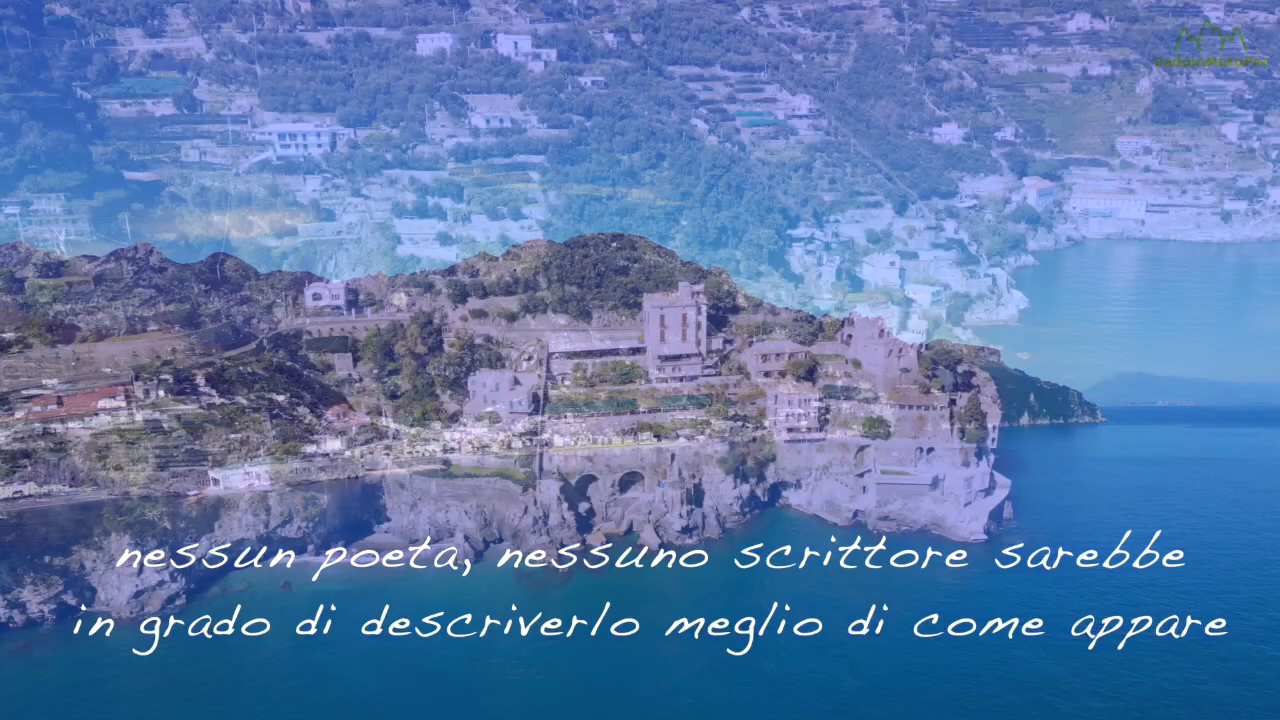 nessun poeta, nessuno scrittore sarebbe
in grado di descriverlo meglio di come appare